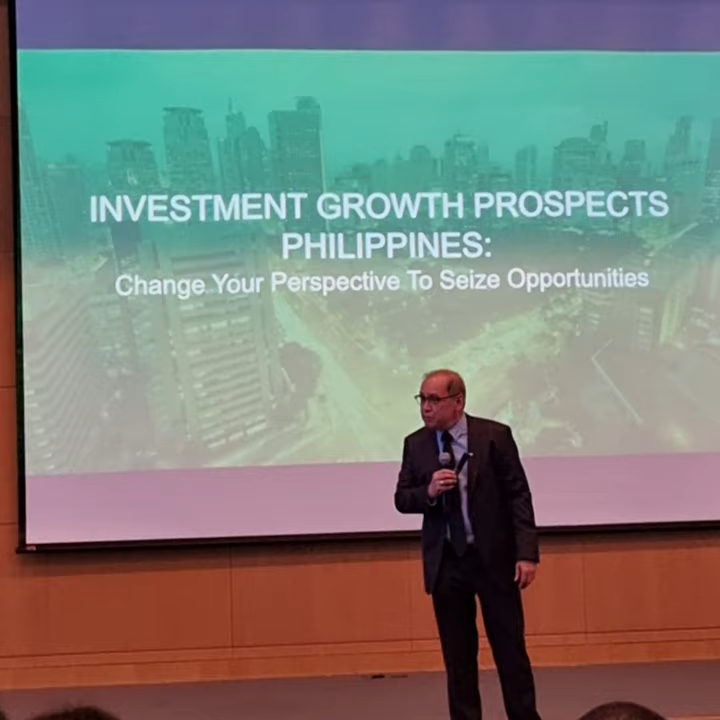 INVESTMENT GROWTH PROSPECTS
PHILIPPINES:
Change Your Perspective To Seize Opportunities